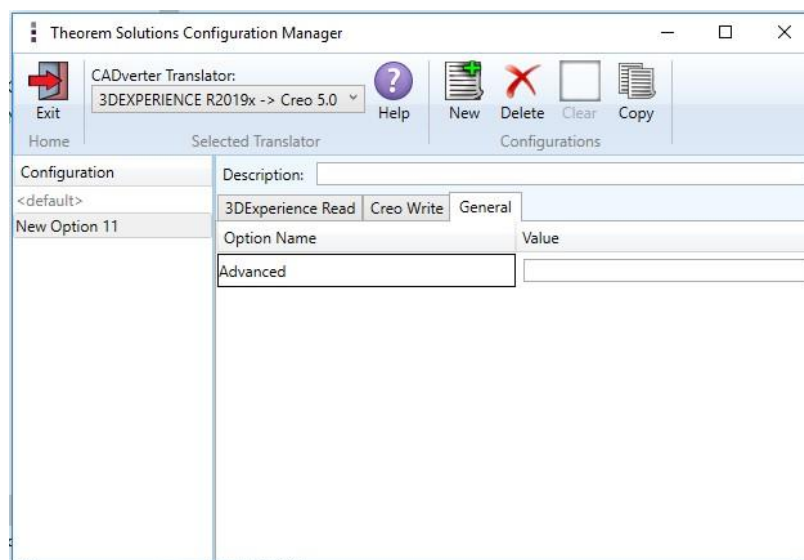 Theorem Solutions Configuration Manager
CADverter Translator:
3DEXPERIENCE R2019x -> Creo 5.0
Exit
Help
New
Delete
Clear
Copy
Home
Selected Translator
Configurations
Configuration
Description:
<default>
3DExperience Read
Creo Write
General
New Option 11
Option Name
Value
Advanced